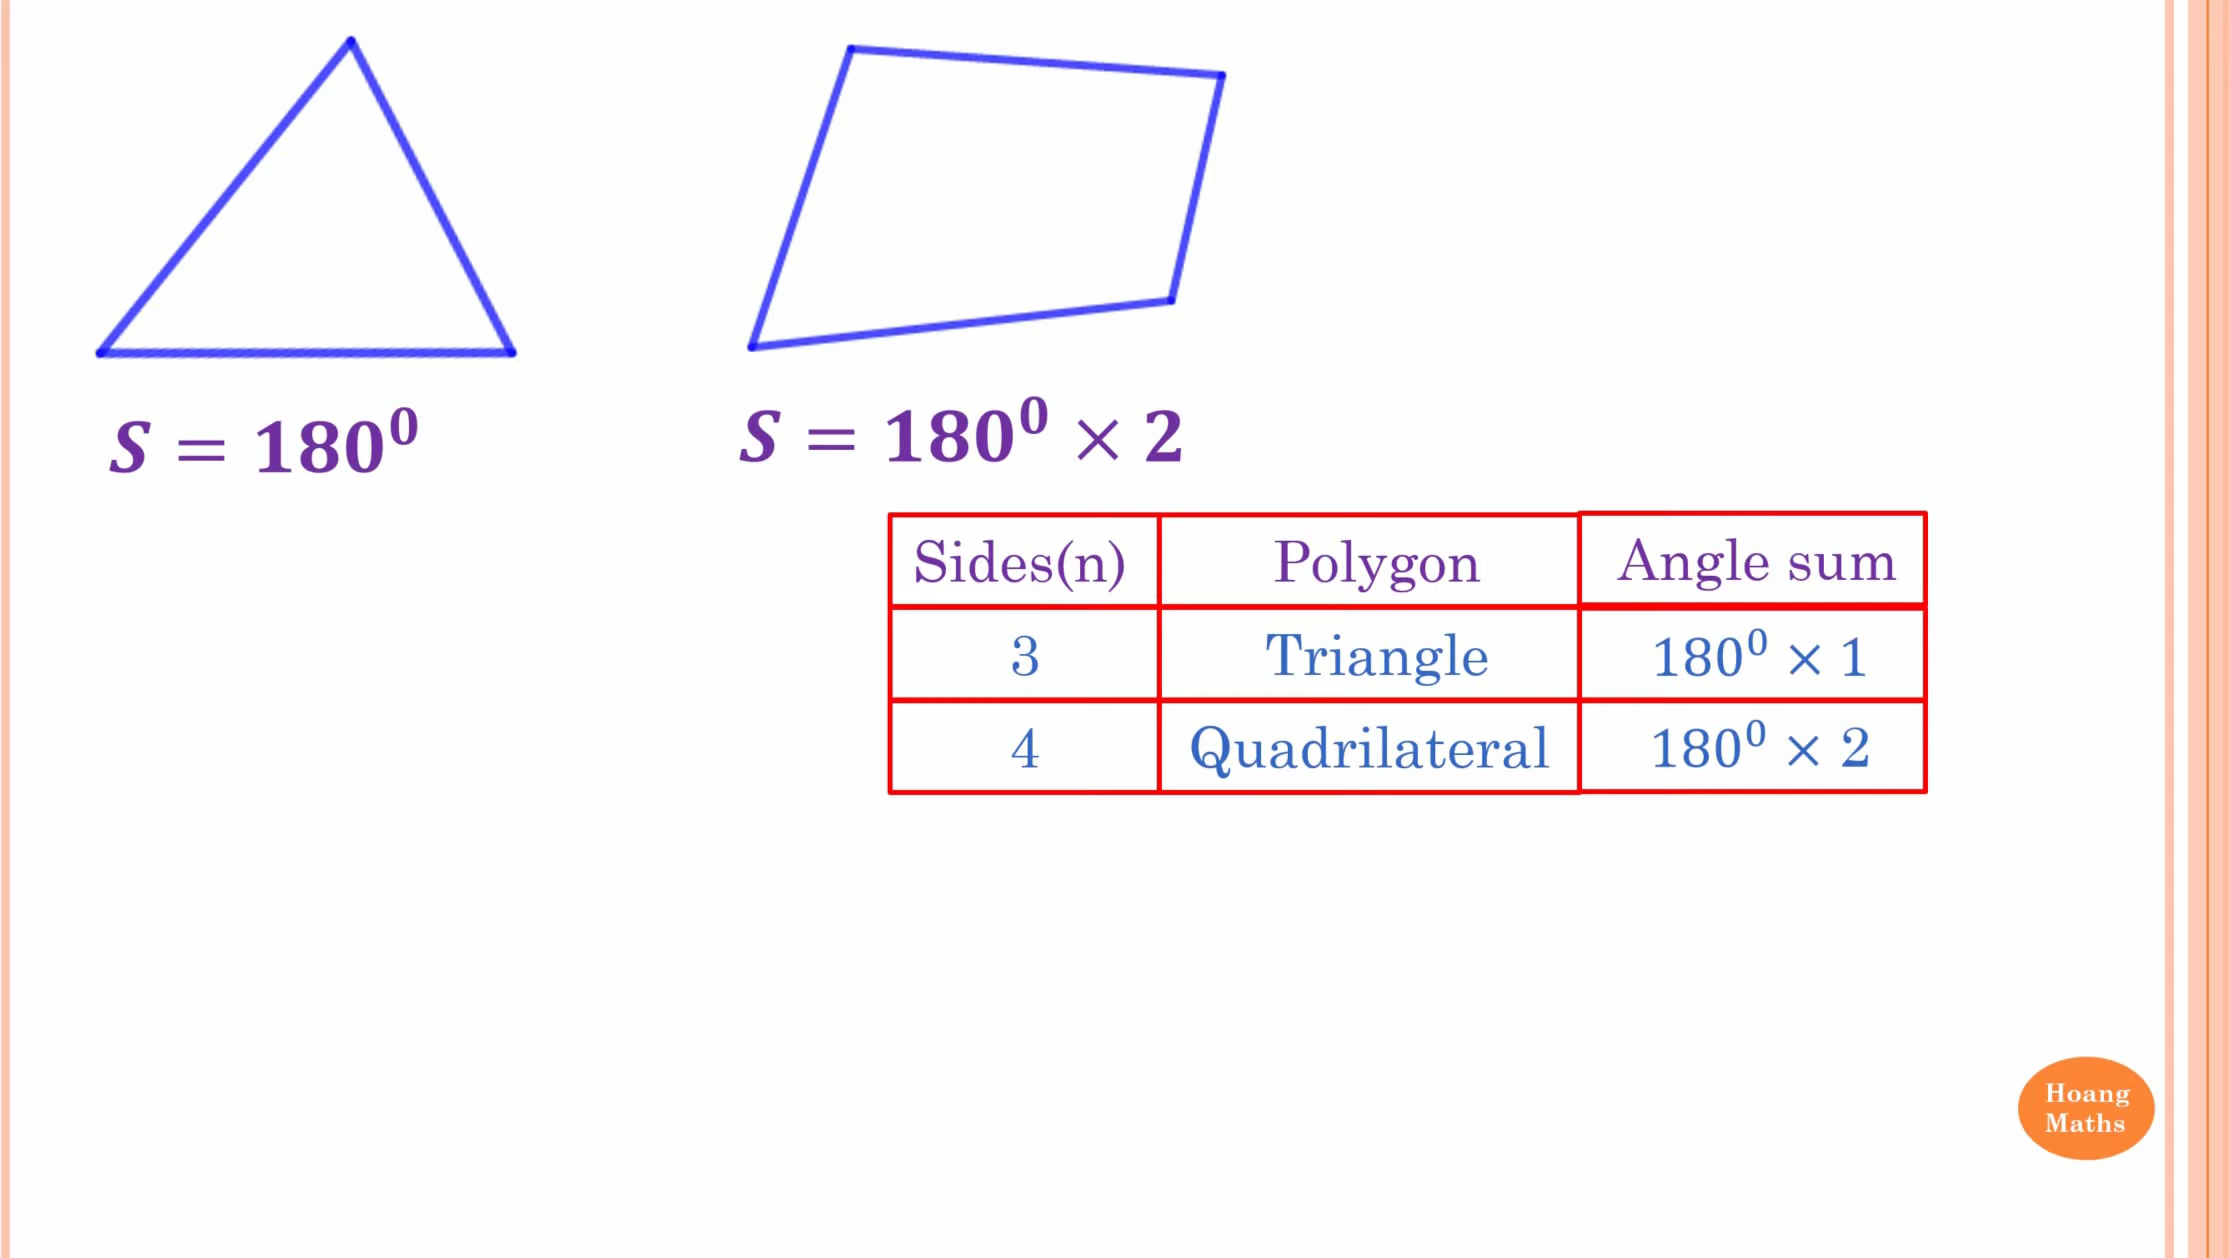 S = 180⁰
S = 180⁰ × 2
Sides(n) Polygon Angle sum
3 Triangle 180⁰ × 1
4 Quadrilateral 180⁰ × 2
Hoang
Maths